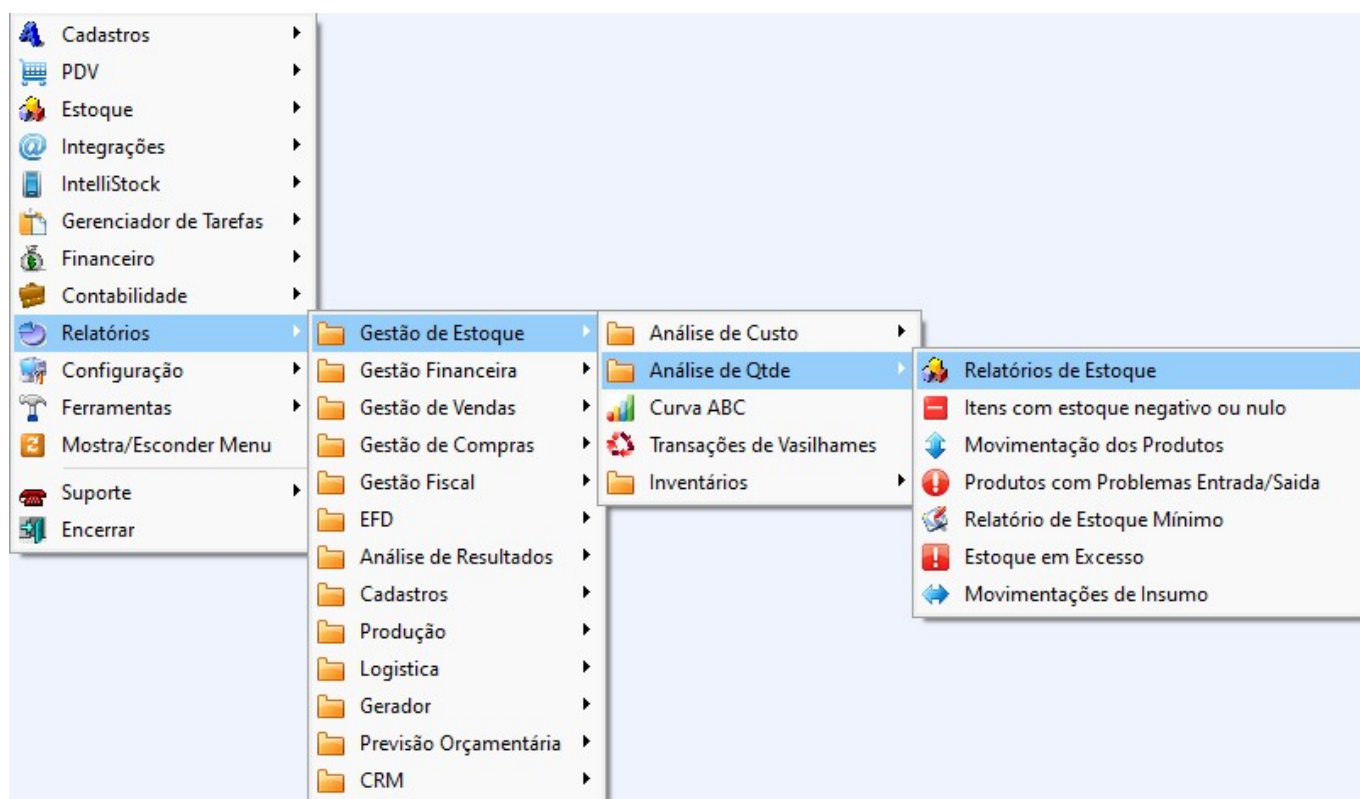 Cadastros
PDV
Estoque
Integrações
IntelliStock
Gerenciador de Tarefas
Financeiro
Contabilidade
Relatórios
Configuração
Ferramentas
Mostra/Esconder Menu
Suporte
Encerrar
Gestão de Estoque
Gestão Financeira
Gestão de Vendas
Gestão de Compras
Gestão Fiscal
EFD
Análise de Resultados
Cadastros
Produção
Logistica
Gerador
Previsão Orçamentária
CRM
Análise de Custo
Análise de Qtde
Curva ABC
Transações de Vasilhames
Inventários
Relatórios de Estoque
Itens com estoque negativo ou nulo
Movimentação dos Produtos
Produtos com Problemas Entrada/Saida
Relatório de Estoque Mínimo
Estoque em Excesso
Movimentações de Insumo